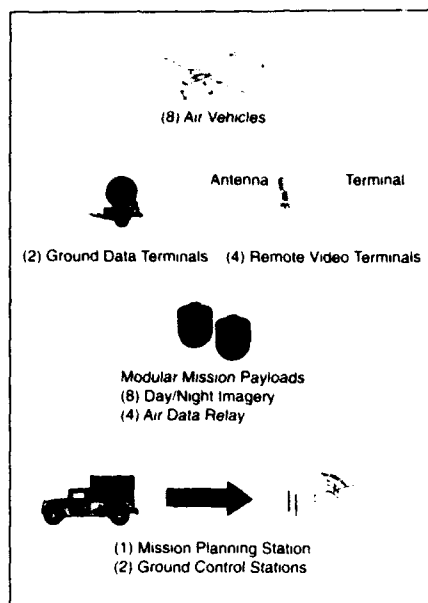 (8) Air Vehicles
Antenna Terminal
(2) Ground Data Terminals (4) Remote Video Terminals
Modular Mission Payloads
(8) Day/Night Imagery
(4) Air Data Relay
(1) Mission Planning Station
(2) Ground Control Stations